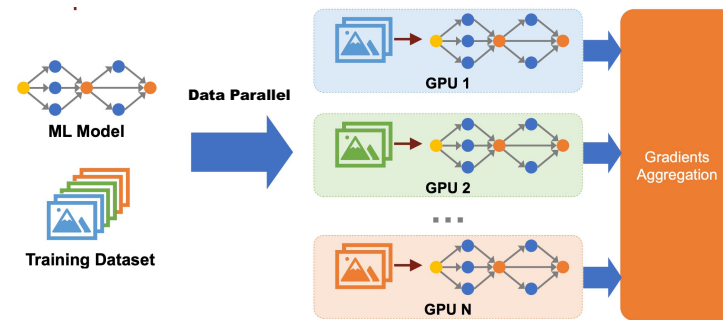 ML Model
Training Dataset
Data Parallel
GPU 1
GPU 2
...
GPU N
Gradients
Aggregation